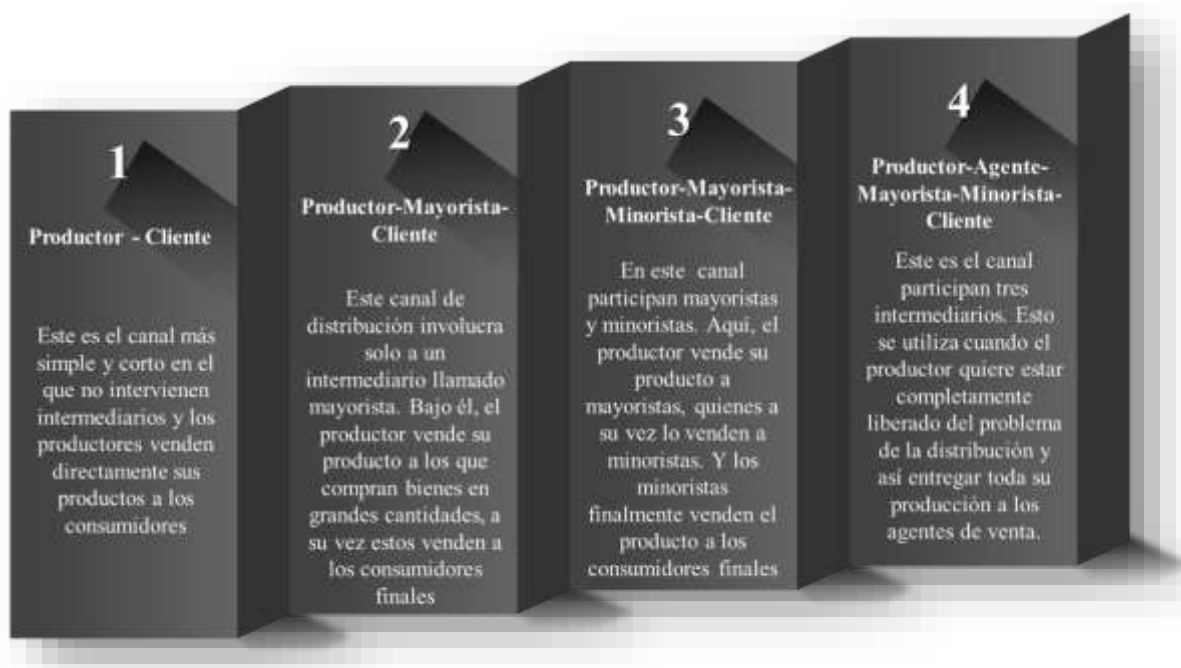 1
Productor - Cliente
Este es el canal más
simple y corto en el
que no intervienen
intermediarios y los
productores venden
directamente sus
productos a los
consumidores
2
Productor-Mayorista-
Cliente
Este canal de
distribución involucra
solo a un
intermediario llamado
mayorista. Bajo él, el
productor vende su
producto a los que
compran bienes en
grandes cantidades, a
su vez estos venden a
los consumidores
finales
3
Productor-Mayorista-
Minorista-Cliente
En este canal
participan mayoristas
y minoristas. Aquí, el
productor vende su
producto a
mayoristas, quienes a
su vez lo venden a
minoristas. Y los
minoristas
finalmente venden el
producto a los
consumidores finales
4
Productor-Agente-
Mayorista-Minorista-
Cliente
Este es el canal
participan tres
intermediarios. Esto
se utiliza cuando el
productor quiere estar
completamente
liberado del problema
de la distribución y
así entregar toda su
producción a los
agentes de venta.